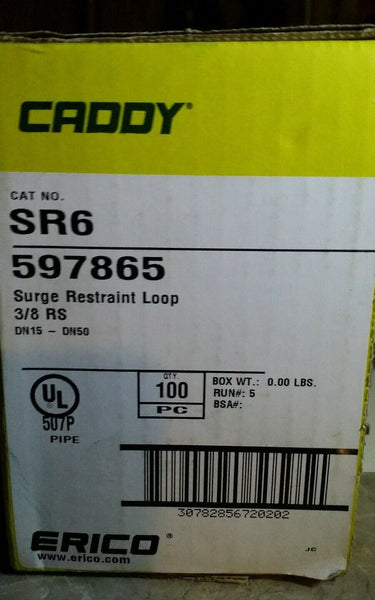 CADDY®
CAT NO.
SR6
597865
Surge Restraint Loop
3/8 RS
DN15 - DN50
UL
507P
PIPE
QTY.
100
PC
BOX WT.: 0.00 LBS.
RUN#: 5
BSA#:
30782856720202
ERICO®
www.erico.com
JC